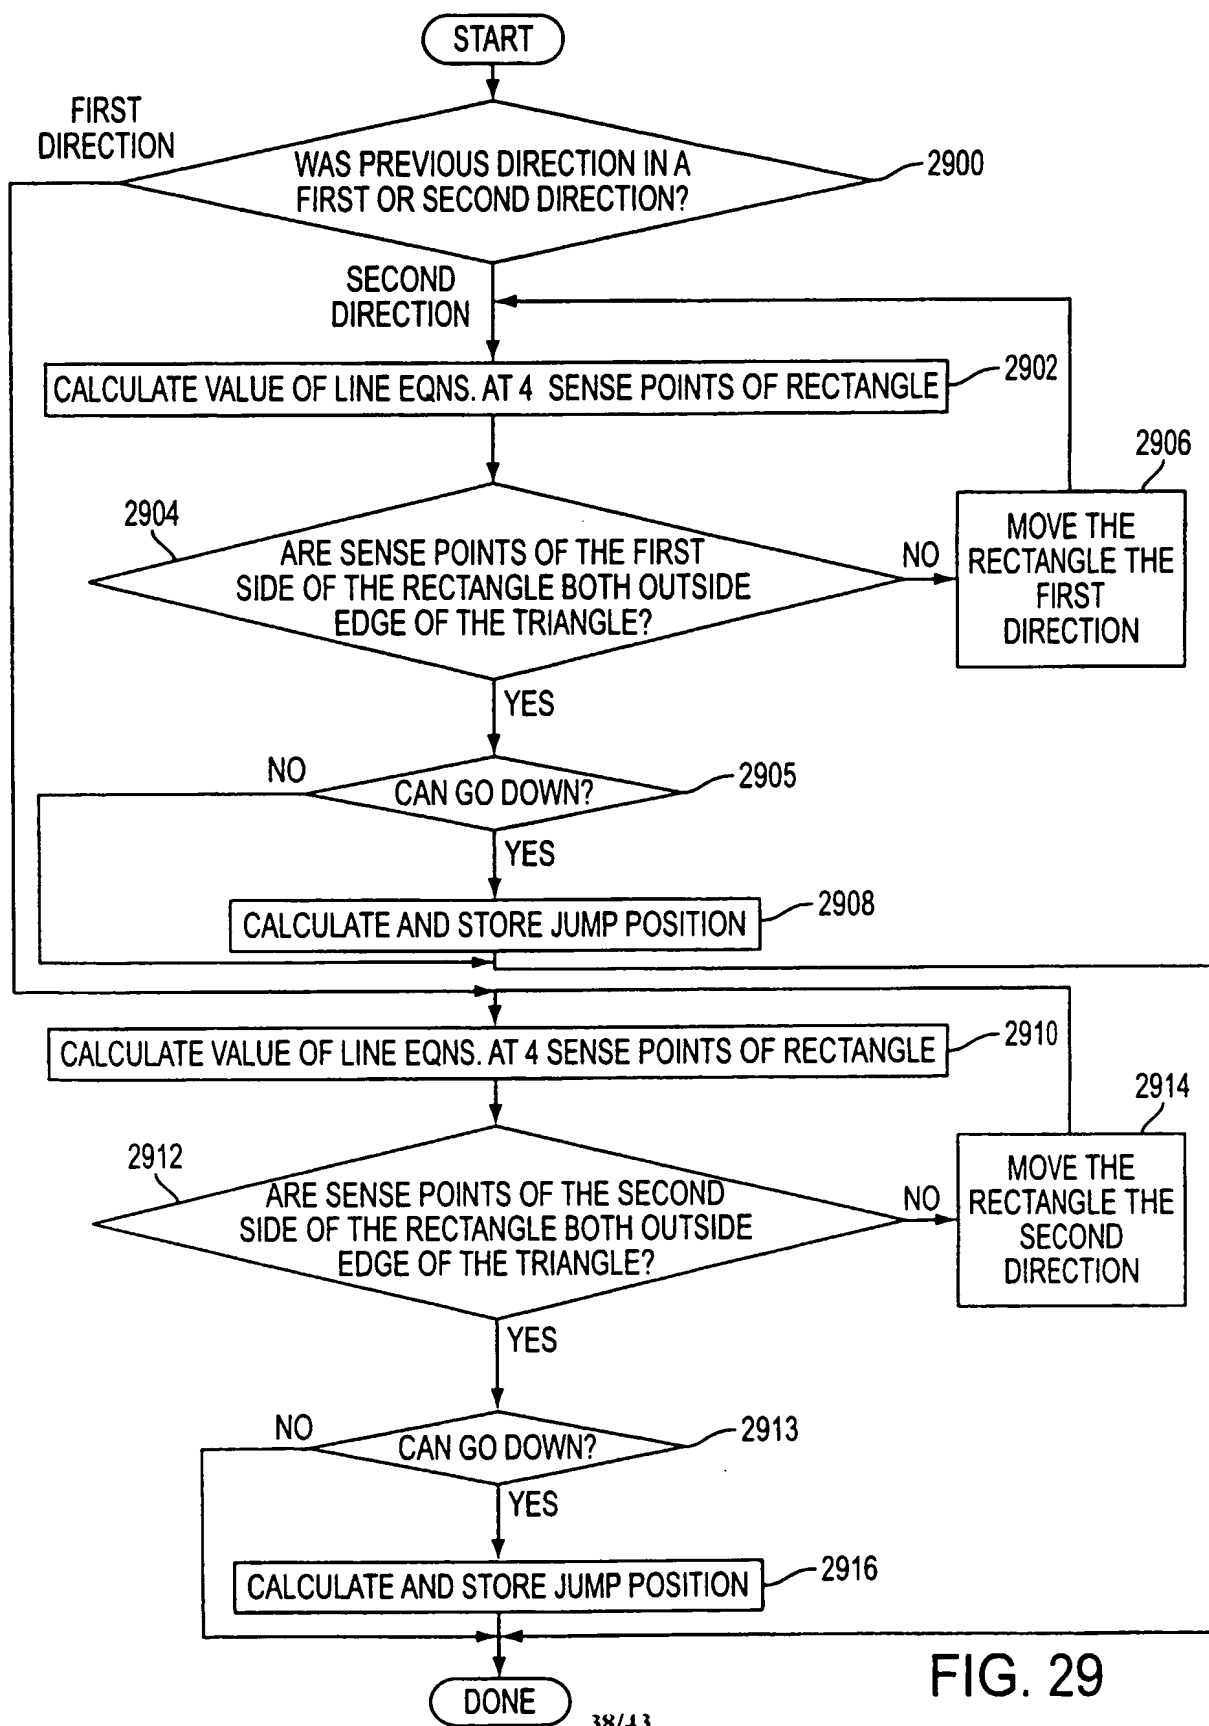 START
FIRST
DIRECTION
WAS PREVIOUS DIRECTION IN A
FIRST OR SECOND DIRECTION?
2900
SECOND
DIRECTION
CALCULATE VALUE OF LINE EQNS. AT 4 SENSE POINTS OF RECTANGLE
2902
2904
ARE SENSE POINTS OF THE FIRST
SIDE OF THE RECTANGLE BOTH OUTSIDE
EDGE OF THE TRIANGLE?
NO
2906
MOVE THE
RECTANGLE THE
FIRST
DIRECTION
YES
NO
CAN GO DOWN?
2905
YES
CALCULATE AND STORE JUMP POSITION
2908
CALCULATE VALUE OF LINE EQNS. AT 4 SENSE POINTS OF RECTANGLE
2910
2912
ARE SENSE POINTS OF THE SECOND
SIDE OF THE RECTANGLE BOTH OUTSIDE
EDGE OF THE TRIANGLE?
NO
2914
MOVE THE
RECTANGLE THE
SECOND
DIRECTION
YES
NO
CAN GO DOWN?
2913
YES
CALCULATE AND STORE JUMP POSITION
2916
DONE
FIG. 29
38/43